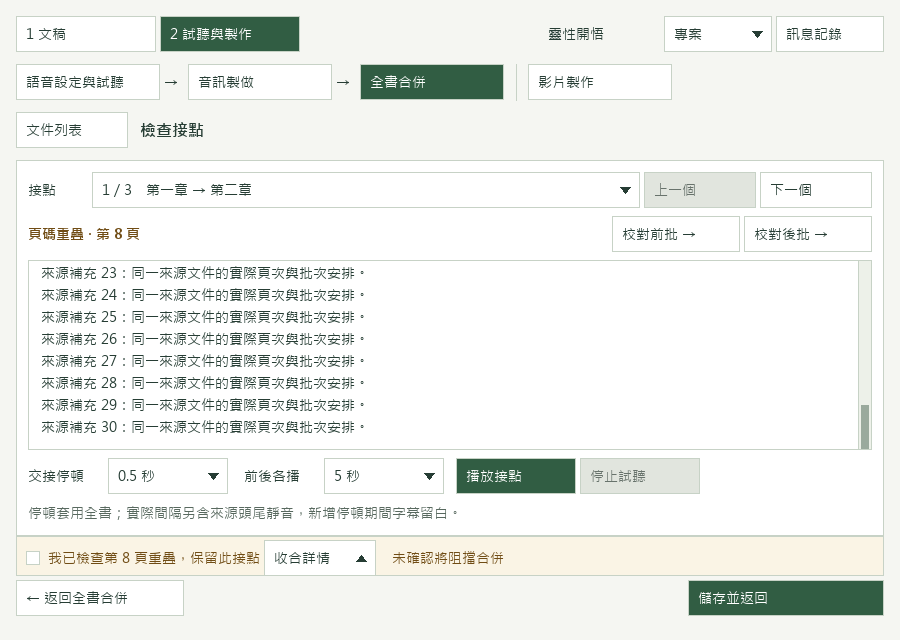 1 文稿
2 試聽與製作
靈性開悟
專案
訊息記錄
語音設定與試聽
→
音訊製做
→
全書合併
影片製作
文件列表
檢查接點
接點
1 / 3 第一章 → 第二章
上一個
下一個
頁碼重疊 · 第 8 頁
校對前批 →
校對後批 →
來源補充 23：同一來源文件的實際頁次與批次安排。
來源補充 24：同一來源文件的實際頁次與批次安排。
來源補充 25：同一來源文件的實際頁次與批次安排。
來源補充 26：同一來源文件的實際頁次與批次安排。
來源補充 27：同一來源文件的實際頁次與批次安排。
來源補充 28：同一來源文件的實際頁次與批次安排。
來源補充 29：同一來源文件的實際頁次與批次安排。
來源補充 30：同一來源文件的實際頁次與批次安排。
交接停頓
0.5 秒
前後各播
5 秒
播放接點
停止試聽
停頓套用全書；實際間隔另含來源頭尾靜音，新增停頓期間字幕留白。
我已檢查第 8 頁重疊，保留此接點
收合詳情
未確認將阻擋合併
← 返回全書合併
儲存並返回